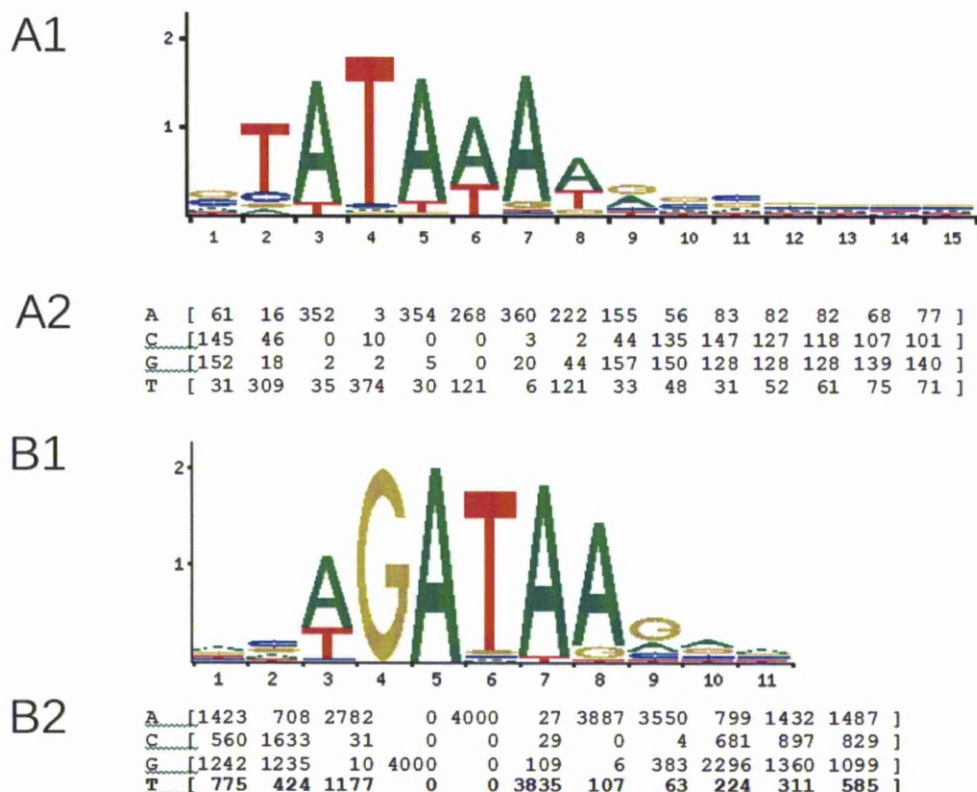 A1
2
1
T A T A A A A
1 2 3 4 5 6 7 8 9 10 11 12 13 14 15
A2
A [ 61 16 352 3 354 268 360 222 155 56 83 82 82 68 77 ]
C [145 46 0 10 0 0 3 2 44 135 147 127 118 107 101 ]
G [152 18 2 2 5 0 20 44 157 150 128 128 128 139 140 ]
T [ 31 309 35 374 30 121 6 121 33 48 31 52 61 75 71 ]
B1
2
1
A G A T A A G
1 2 3 4 5 6 7 8 9 10 11
B2
A [1423 708 2782 0 4000 27 3887 3550 799 1432 1487 ]
C [ 560 1633 31 0 0 29 0 4 681 897 829 ]
G [1242 1235 10 4000 0 109 6 383 2296 1360 1099 ]
T [ 775 424 1177 0 0 3835 107 63 224 311 585 ]